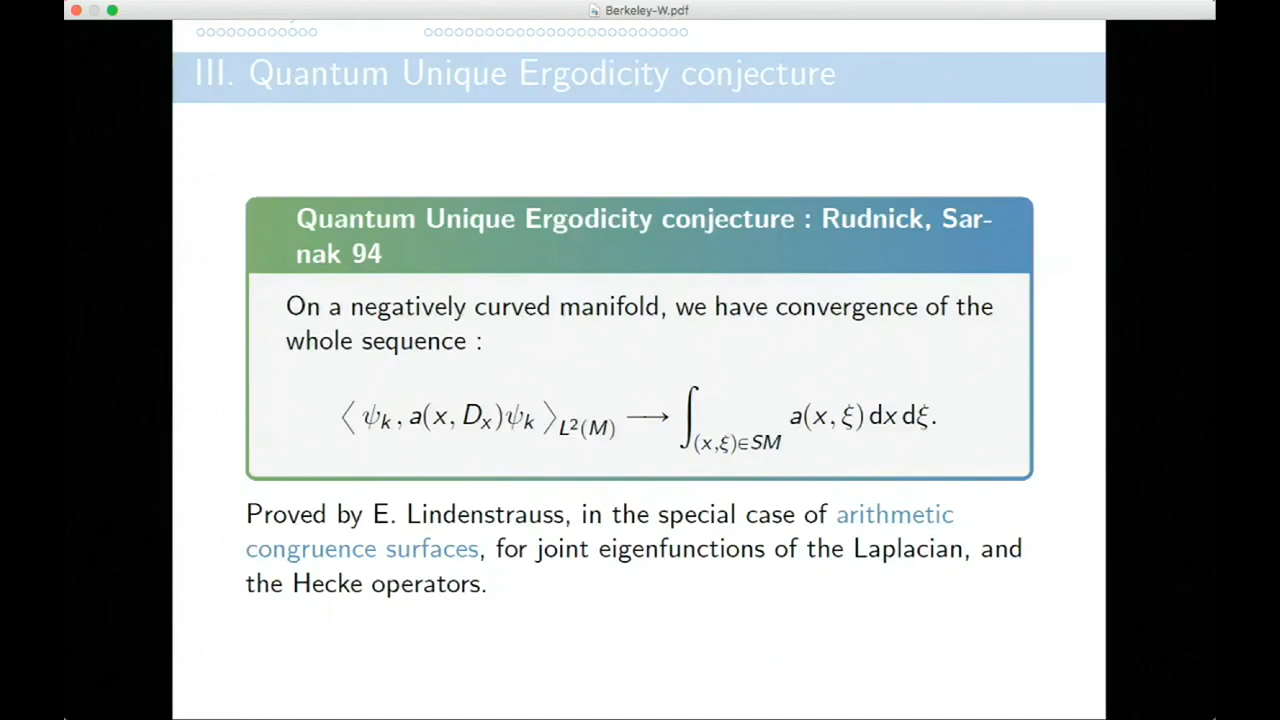 Berkeley-W.pdf
III. Quantum Unique Ergodicity conjecture
Quantum Unique Ergodicity conjecture : Rudnick, Sar-
nak 94
On a negatively curved manifold, we have convergence of the
whole sequence :
⟨ ψₖ, a(x, Dₓ)ψₖ ⟩_{L²(M)} ⟶ ∫_{(x,ξ)∈SM} a(x, ξ) dx dξ.
Proved by E. Lindenstrauss, in the special case of arithmetic
congruence surfaces, for joint eigenfunctions of the Laplacian, and
the Hecke operators.